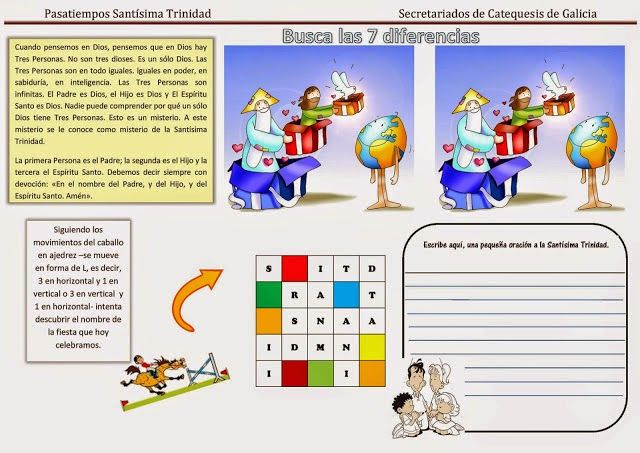 Pasatiempos Santísima Trinidad
Secretariados de Catequesis de Galicia
Busca las 7 diferencias
Cuando pensemos en Dios, pensemos que en Dios hay
Tres Personas. No son tres dioses. Es un sólo Dios. Las
Tres Personas son en todo iguales. Iguales en poder, en
sabiduría, en inteligencia. Las Tres Personas son
infinitas. El Padre es Dios, el Hijo es Dios y El Espíritu
Santo es Dios. Nadie puede comprender por qué un sólo
Dios tiene Tres Personas. Esto es un misterio. A este
misterio se le conoce como misterio de la Santísima
Trinidad.
La primera Persona es el Padre; la segunda es el Hijo y la
tercera el Espíritu Santo. Debemos decir siempre con
devoción: «En el nombre del Padre, y del Hijo, y del
Espíritu Santo. Amén».
Siguiendo los
movimientos del caballo
en ajedrez –se mueve
en forma de L, es decir,
3 en horizontal y 1 en
vertical o 3 en vertical y
1 en horizontal- intenta
descubrir el nombre de
la fiesta que hoy
celebramos.
S I T D
R A T
S N A A
I D M N
I I
Escribe aquí, una pequeña oración a la Santísima Trinidad.